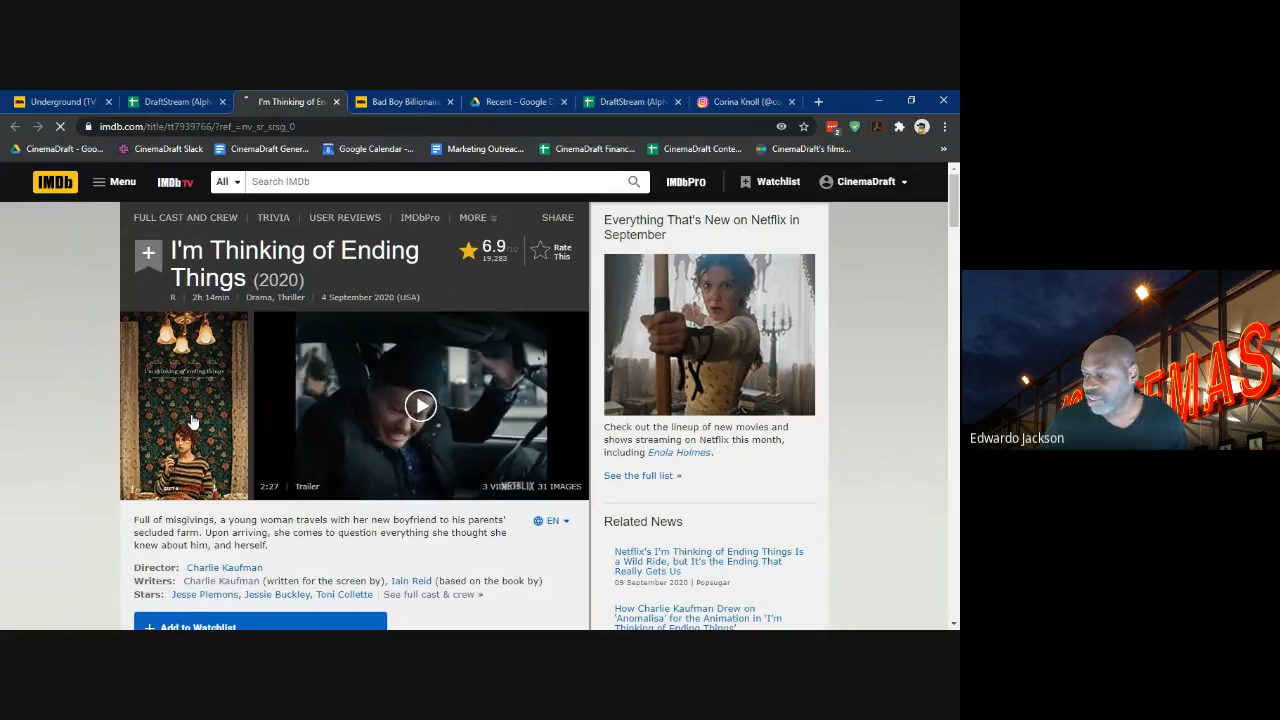 Underground (TV
DraftStream (Alph
I'm Thinking of En
Bad Boy Billionair
Recent - Google D
DraftStream (Alph
Corina Knoll (@co
imdb.com/title/tt7939766/?ref_=nv_sr_srsg_0
2
CinemaDraft - Goo...
CinemaDraft Slack
CinemaDraft Gener...
Google Calendar -...
Marketing Outreac...
CinemaDraft Financ...
CinemaDraft Conte...
CinemaDraft's films...
»
IMDb
Menu
IMDb TV
All
Search IMDb
IMDbPro
Watchlist
CinemaDraft
FULL CAST AND CREW
TRIVIA
USER REVIEWS
IMDbPro
MORE
SHARE
I'm Thinking of Ending
Things (2020)
6.9/10
19,283
Rate
This
R | 2h 14min | Drama, Thriller | 4 September 2020 (USA)
i'm thinking of ending things
2:27 | Trailer
31 IMAGES
NETFLIX
Full of misgivings, a young woman travels with her new boyfriend to his parents'
secluded farm. Upon arriving, she comes to question everything she thought she
knew about him, and herself.
EN
Director: Charlie Kaufman
Writers: Charlie Kaufman (written for the screen by), Iain Reid (based on the book by)
Stars: Jesse Plemons, Jessie Buckley, Toni Collette | See full cast & crew »
+ Add to Watchlist
Everything That's New on Netflix in
September
Check out the lineup of new movies and
shows streaming on Netflix this month,
including Enola Holmes.
See the full list »
Related News
Netflix's I'm Thinking of Ending Things Is
a Wild Ride, but It's the Ending That
Really Gets Us
09 September 2020 | Popsugar
How Charlie Kaufman Drew on
'Anomalisa' for the Animation in 'I'm
Thinking of Ending Things'
EMAS
Edwardo Jackson